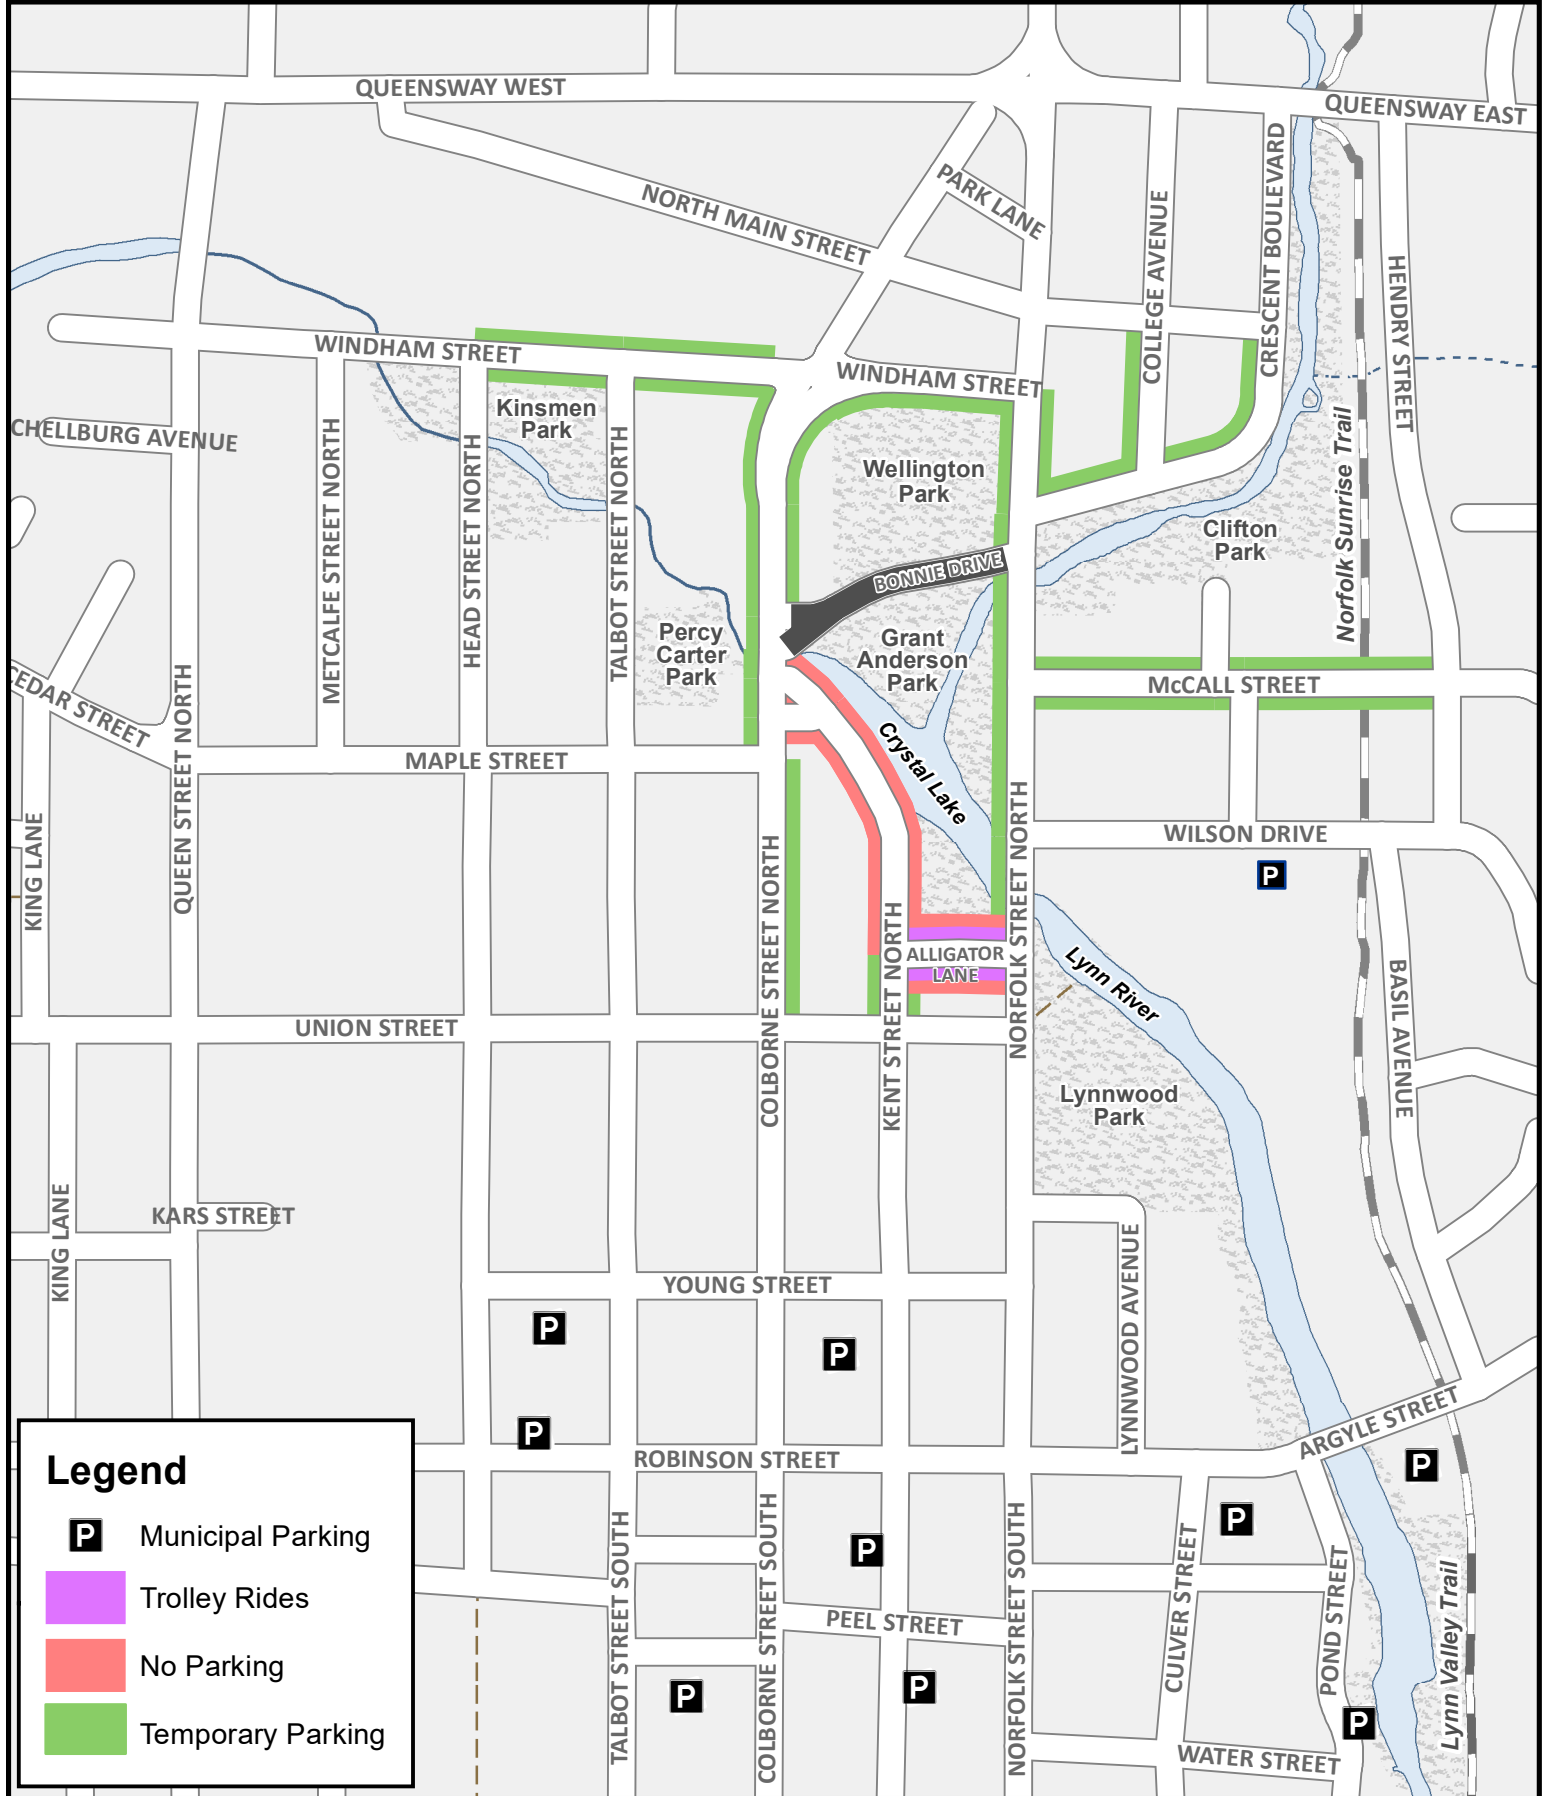 QUEENSWAY WEST
QUEENSWAY EAST
NORTH MAIN STREET
PARK LANE
COLLEGE AVENUE
CRESCENT BOULEVARD
HENDRY STREET
WINDHAM STREET
WINDHAM STREET
CHELLBURG AVENUE
Kinsmen
Park
Wellington
Park
Clifton
Park
Norfolk Sunrise Trail
METCALFE STREET NORTH
HEAD STREET NORTH
TALBOT STREET NORTH
BONNIE DRIVE
Percy
Carter
Park
Grant
Anderson
Park
CEDAR STREET
QUEEN STREET NORTH
McCALL STREET
MAPLE STREET
Crystal Lake
KING LANE
COLBORNE STREET NORTH
KENT STREET NORTH
NORFOLK STREET NORTH
WILSON DRIVE
P
ALLIGATOR
LANE
Lynn River
BASIL AVENUE
UNION STREET
Lynnwood
Park
KING LANE
KARS STREET
YOUNG STREET
LYNNWOOD AVENUE
P
P
P
ARGYLE STREET
ROBINSON STREET
P
P
P
TALBOT STREET SOUTH
COLBORNE STREET SOUTH
NORFOLK STREET SOUTH
CULVER STREET
POND STREET
Lynn Valley Trail
PEEL STREET
P
P
P
WATER STREET
Legend
P Municipal Parking
Trolley Rides
No Parking
Temporary Parking